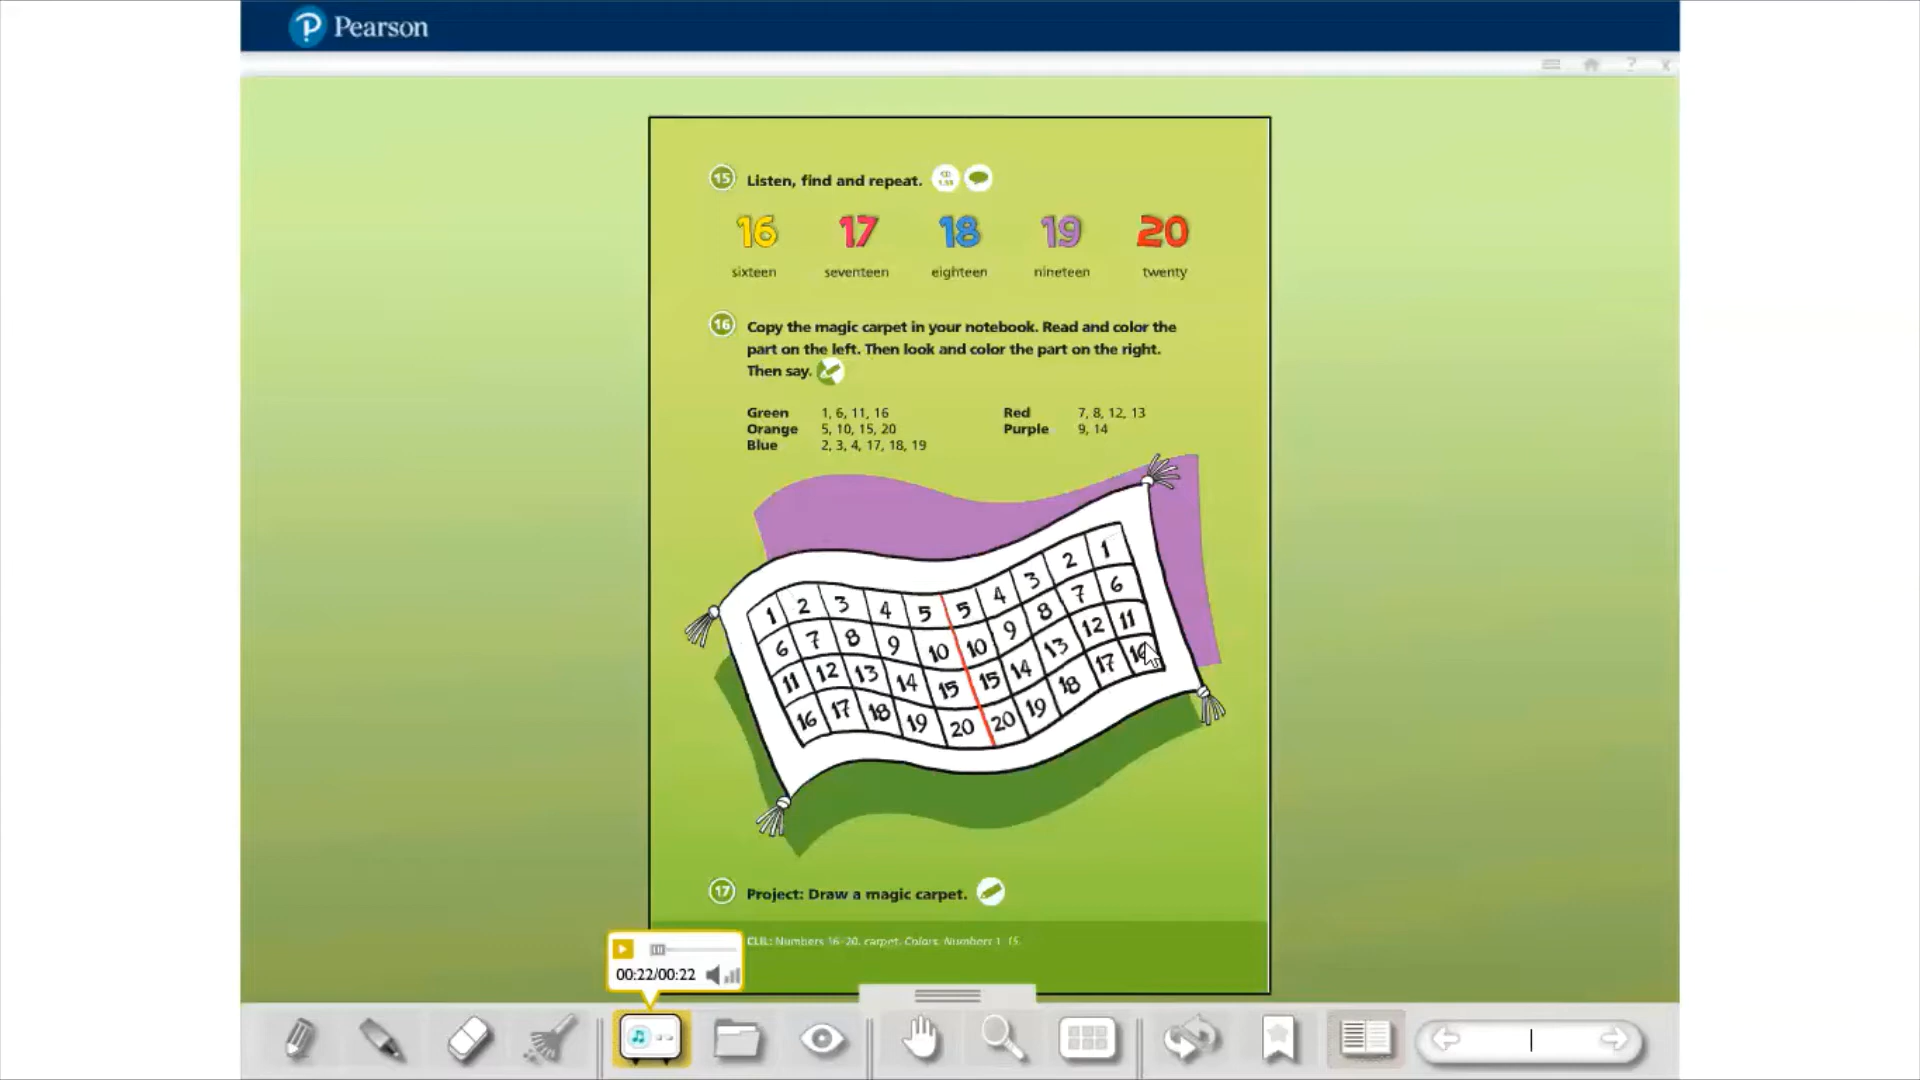 Pearson
? x
15 Listen, find and repeat. CD
16 17 18 19 20
sixteen seventeen eighteen nineteen twenty
16 Copy the magic carpet in your notebook. Read and color the
part on the left. Then look and color the part on the right.
Then say.
Green 1, 6, 11, 16 Red 7, 8, 12, 13
Orange 5, 10, 15, 20 Purple 9, 14
Blue 2, 3, 4, 17, 18, 19
1 2 3 4 5 5 4 3 2 1
6 7 8 9 10 10 9 8 7 6
11 12 13 14 15 15 14 13 12 11
16 17 18 19 20 20 19 18 17 16
17 Project: Draw a magic carpet.
CLIL: Numbers 16–20, carpet. Colors. Numbers 1–15.
00:22/00:22